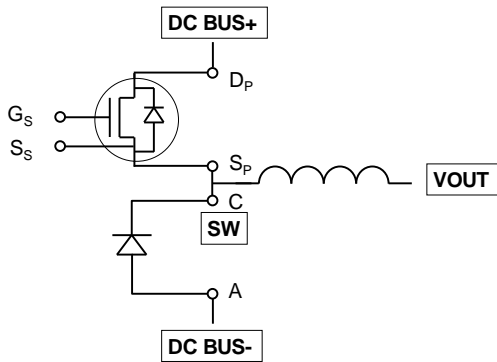 DC BUS+
D_P
G_S
S_S
S_P
VOUT
C
SW
A
DC BUS-